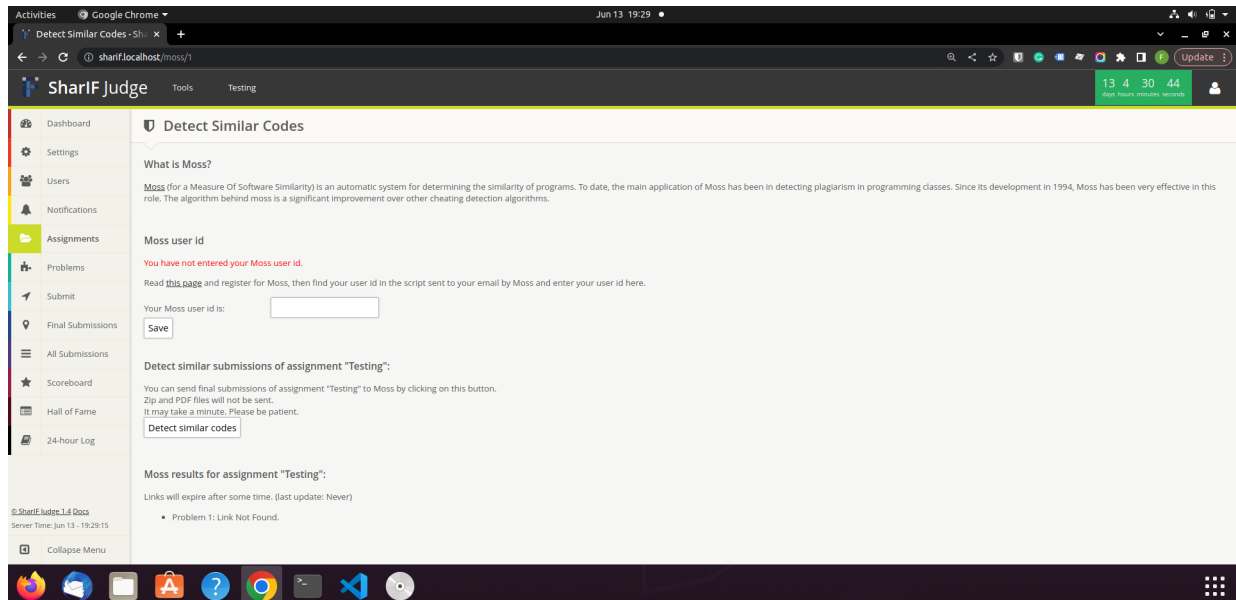 Activities Google Chrome Jun 13 19:29
Detect Similar Codes - Sha
sharif.localhost/moss/1 Update
SharIF Judge Tools Testing 13 4 30 44
days hours minutes seconds
Dashboard
Settings
Users
Notifications
Assignments
Problems
Submit
Final Submissions
All Submissions
Scoreboard
Hall of Fame
24-hour Log
© SharIF Judge 1.4 Docs
Server Time: Jun 13 - 19:29:15
Collapse Menu
Detect Similar Codes
What is Moss?
Moss (for a Measure Of Software Similarity) is an automatic system for determining the similarity of programs. To date, the main application of Moss has been in detecting plagiarism in programming classes. Since its development in 1994, Moss has been very effective in this
role. The algorithm behind moss is a significant improvement over other cheating detection algorithms.
Moss user id
You have not entered your Moss user id.
Read this page and register for Moss, then find your user id in the script sent to your email by Moss and enter your user id here.
Your Moss user id is:
Save
Detect similar submissions of assignment "Testing":
You can send final submissions of assignment "Testing" to Moss by clicking on this button.
Zip and PDF files will not be sent.
It may take a minute. Please be patient.
Detect similar codes
Moss results for assignment "Testing":
Links will expire after some time. (last update: Never)
Problem 1: Link Not Found.